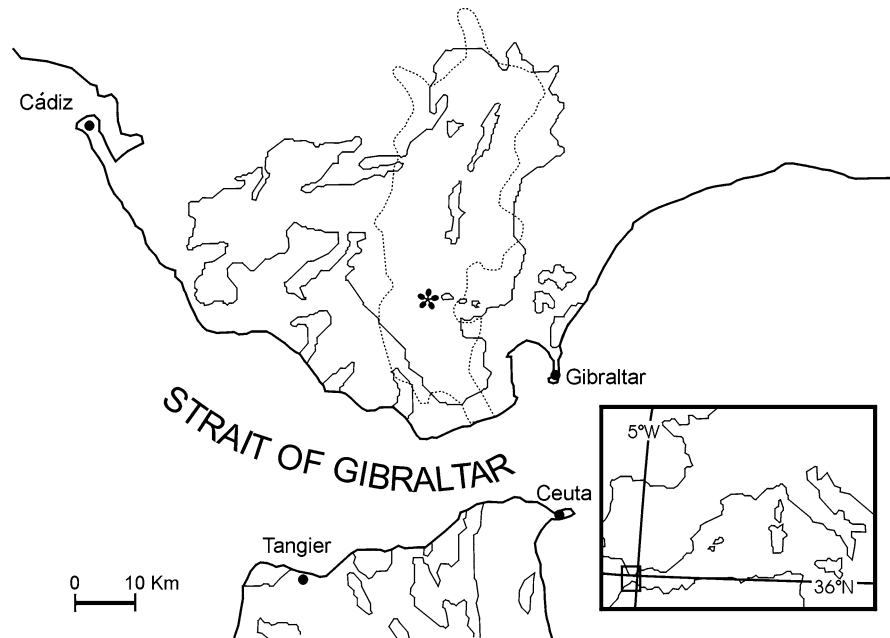 Cádiz
Gibraltar
STRAIT OF GIBRALTAR
5°W
Ceuta
Tangier
0 10 Km
36°N